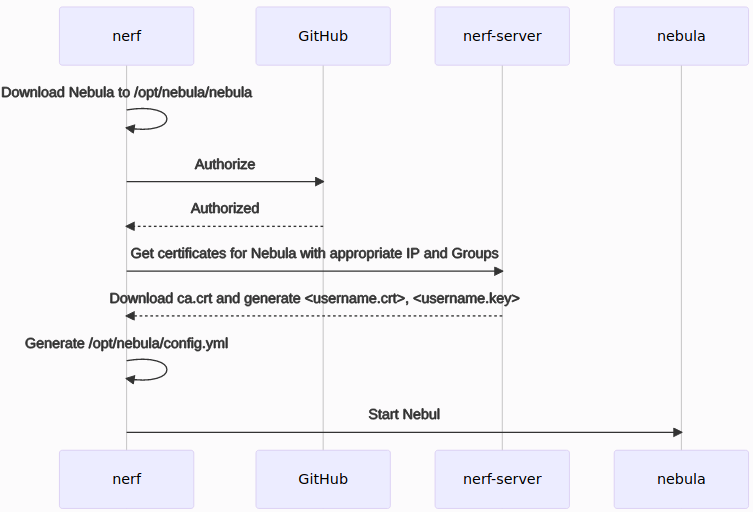 nerf
GitHub
nerf-server
nebula
Download Nebula to /opt/nebula/nebula
Authorize
Authorized
Get certificates for Nebula with appropriate IP and Groups
Download ca.crt and generate <username.crt>, <username.key>
Generate /opt/nebula/config.yml
Start Nebul
nerf
GitHub
nerf-server
nebula